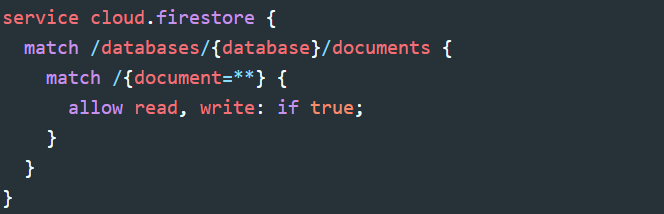 service cloud.firestore {
  match /databases/{database}/documents {
    match /{document=**} {
      allow read, write: if true;
    }
  }
}